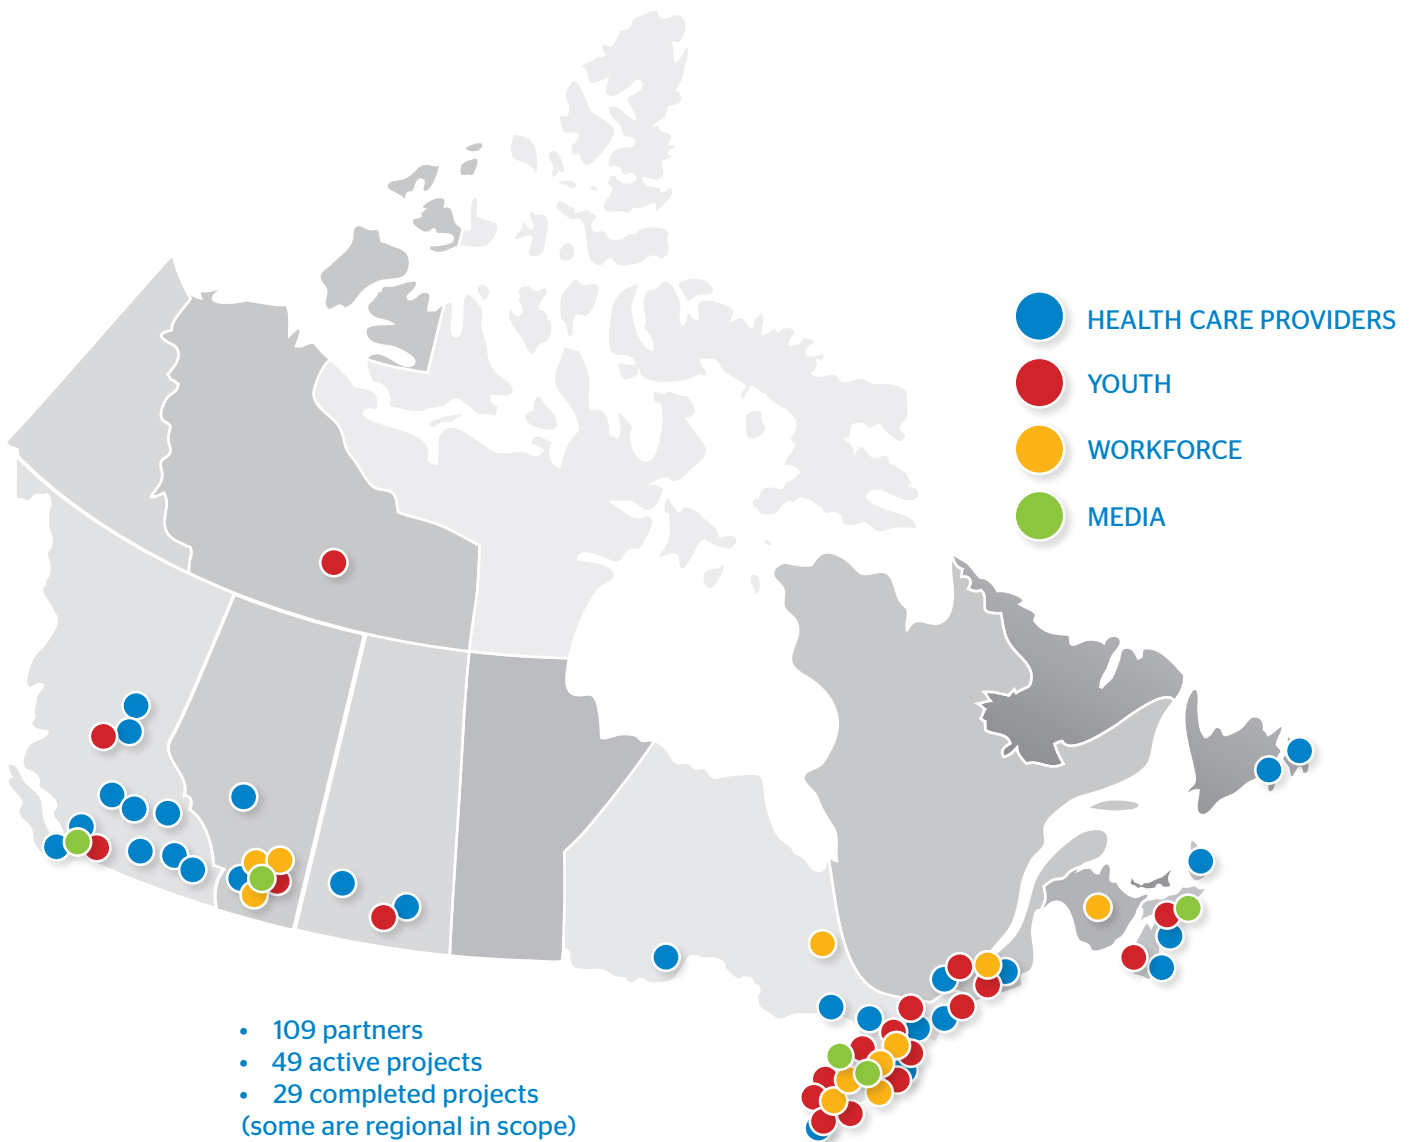 HEALTH CARE PROVIDERS
YOUTH
WORKFORCE
MEDIA
• 109 partners
• 49 active projects
• 29 completed projects
(some are regional in scope)